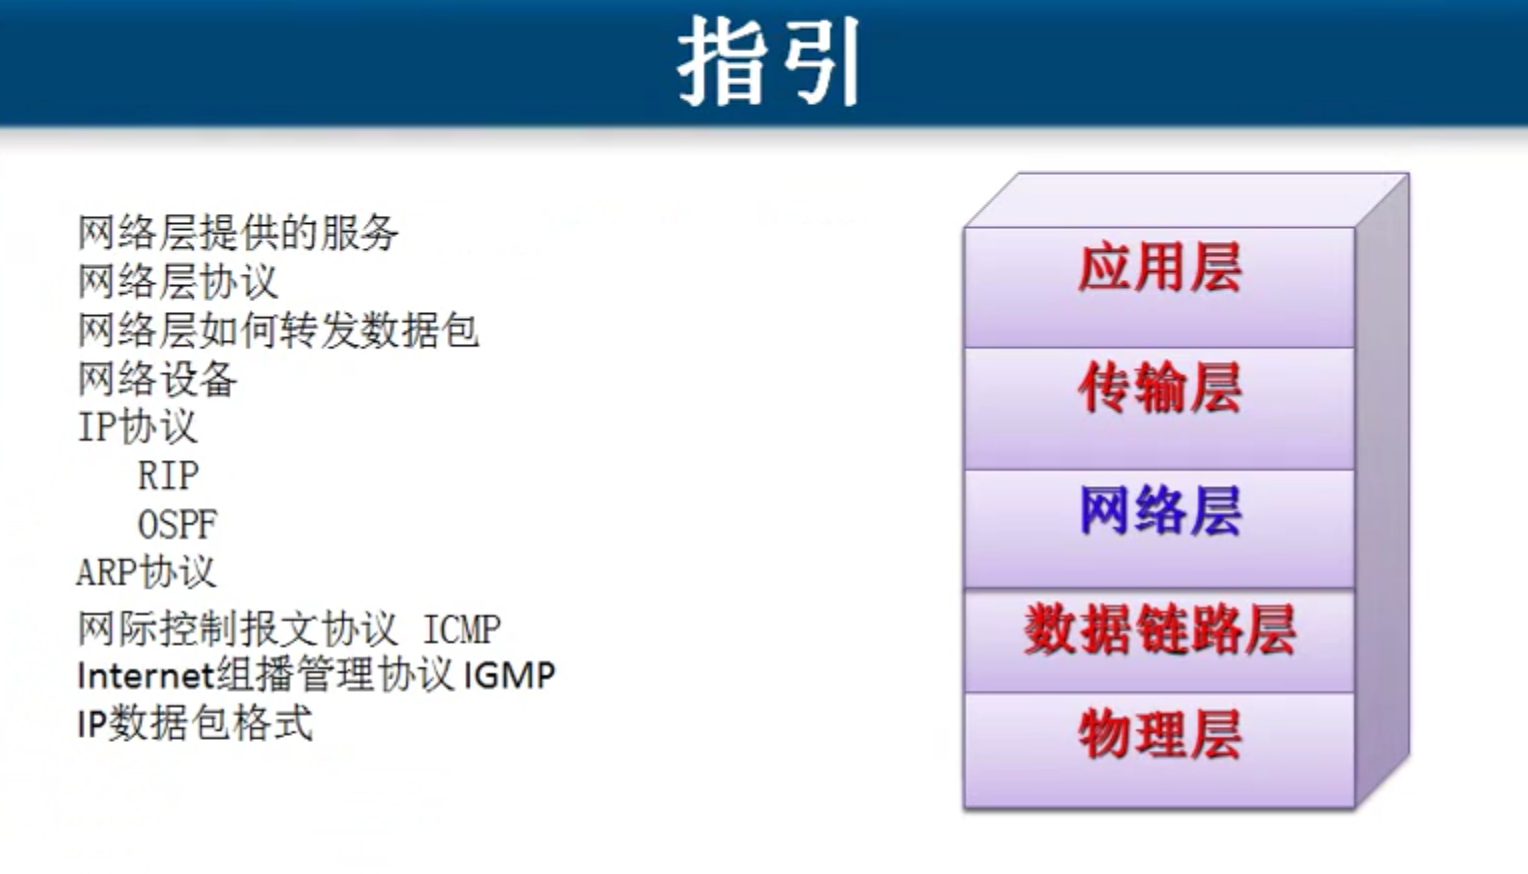 指引
网络层提供的服务
网络层协议
网络层如何转发数据包
网络设备
IP协议
RIP
OSPF
ARP协议
网际控制报文协议 ICMP
Internet组播管理协议 IGMP
IP数据包格式
应用层
传输层
网络层
数据链路层
物理层